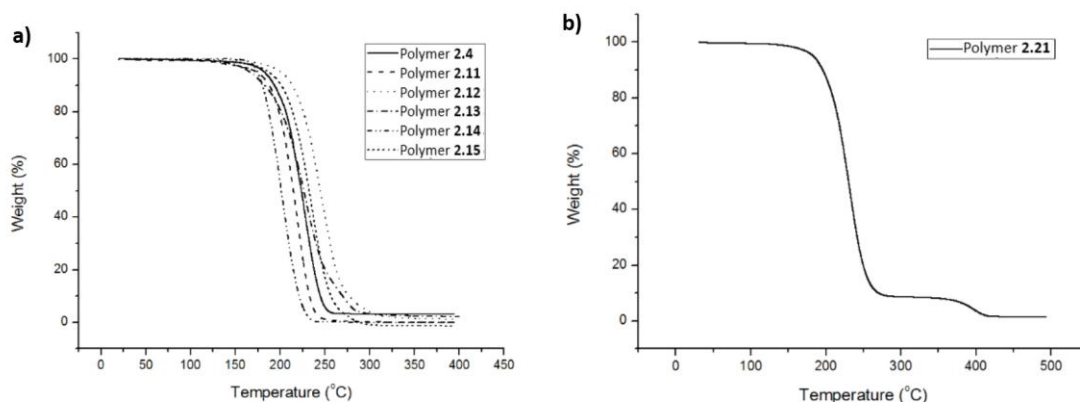 a)
Polymer 2.4
Polymer 2.11
Polymer 2.12
Polymer 2.13
Polymer 2.14
Polymer 2.15
100
80
60
40
20
0
Weight (%)
0 50 100 150 200 250 300 350 400 450
Temperature (°C)
b)
Polymer 2.21
100
80
60
40
20
0
Weight (%)
0 100 200 300 400 500
Temperature (°C)